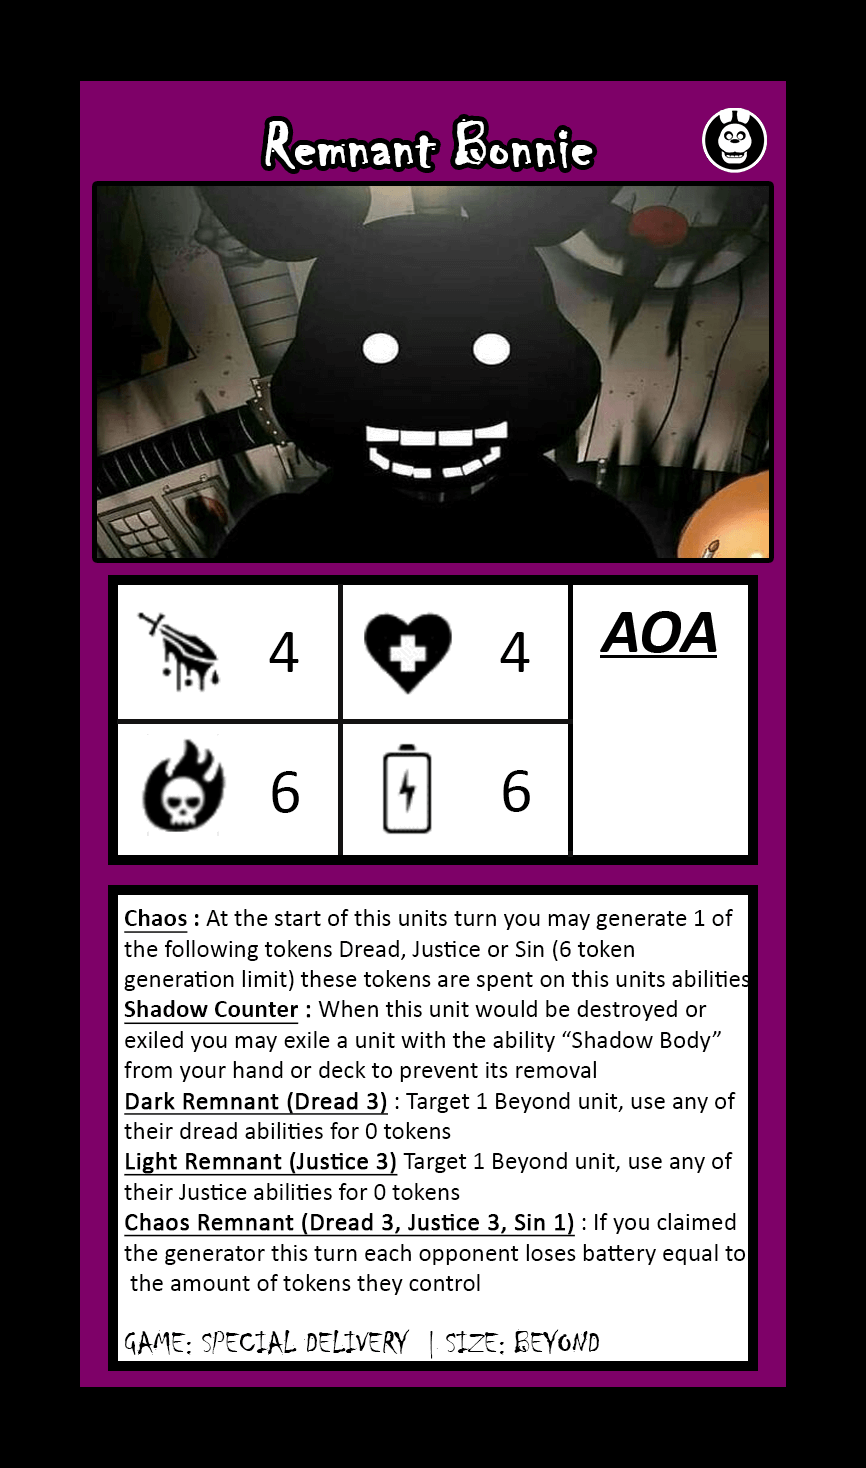 Remnant Bonnie
4
4
AOA
6
6
Chaos : At the start of this units turn you may generate 1 of
the following tokens Dread, Justice or Sin (6 token
generation limit) these tokens are spent on this units abilities
Shadow Counter : When this unit would be destroyed or
exiled you may exile a unit with the ability “Shadow Body”
from your hand or deck to prevent its removal
Dark Remnant (Dread 3) : Target 1 Beyond unit, use any of
their dread abilities for 0 tokens
Light Remnant (Justice 3) Target 1 Beyond unit, use any of
their Justice abilities for 0 tokens
Chaos Remnant (Dread 3, Justice 3, Sin 1) : If you claimed
the generator this turn each opponent loses battery equal to
the amount of tokens they control
GAME: SPECIAL DELIVERY | SIZE: BEYOND